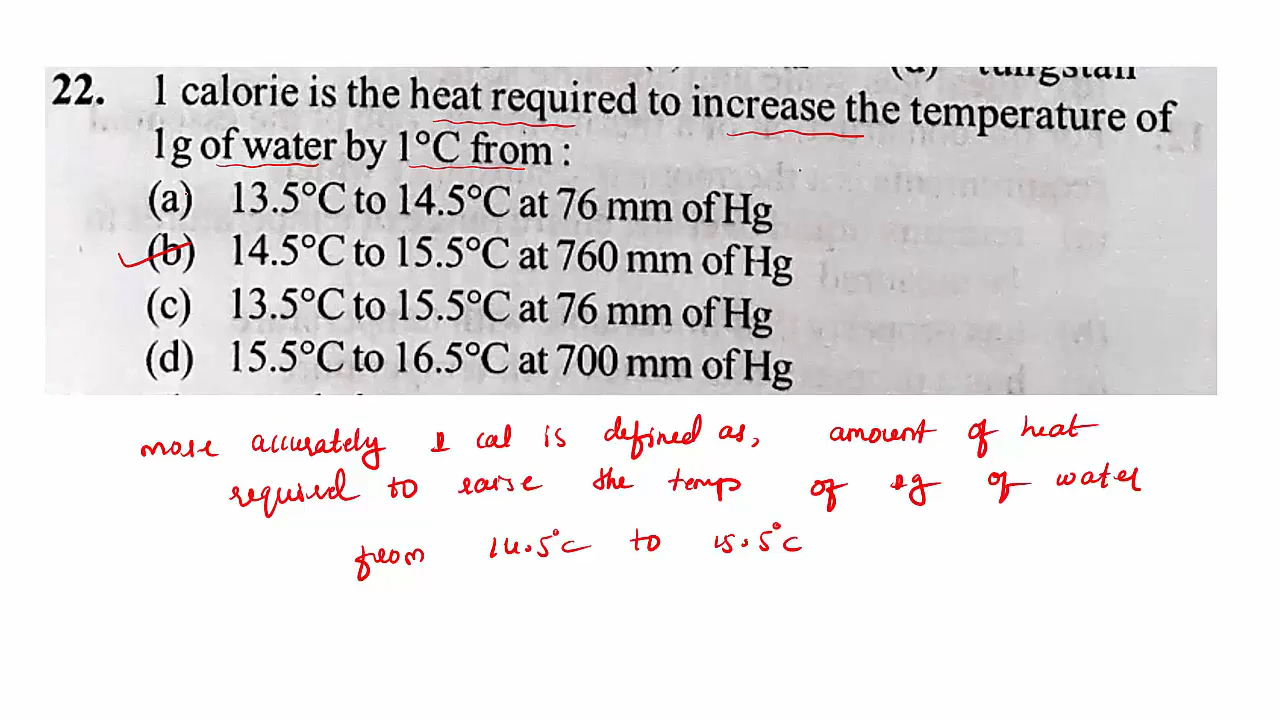 (d) tungstan
22. 1 calorie is the heat required to increase the temperature of
1g of water by 1°C from :
(a) 13.5°C to 14.5°C at 76 mm of Hg
(b) 14.5°C to 15.5°C at 760 mm of Hg
(c) 13.5°C to 15.5°C at 76 mm of Hg
(d) 15.5°C to 16.5°C at 700 mm of Hg
more accurately 1 cal is defined as, amount of heat
required to raise the temp of 1g of water
from 14.5°C to 15.5°C